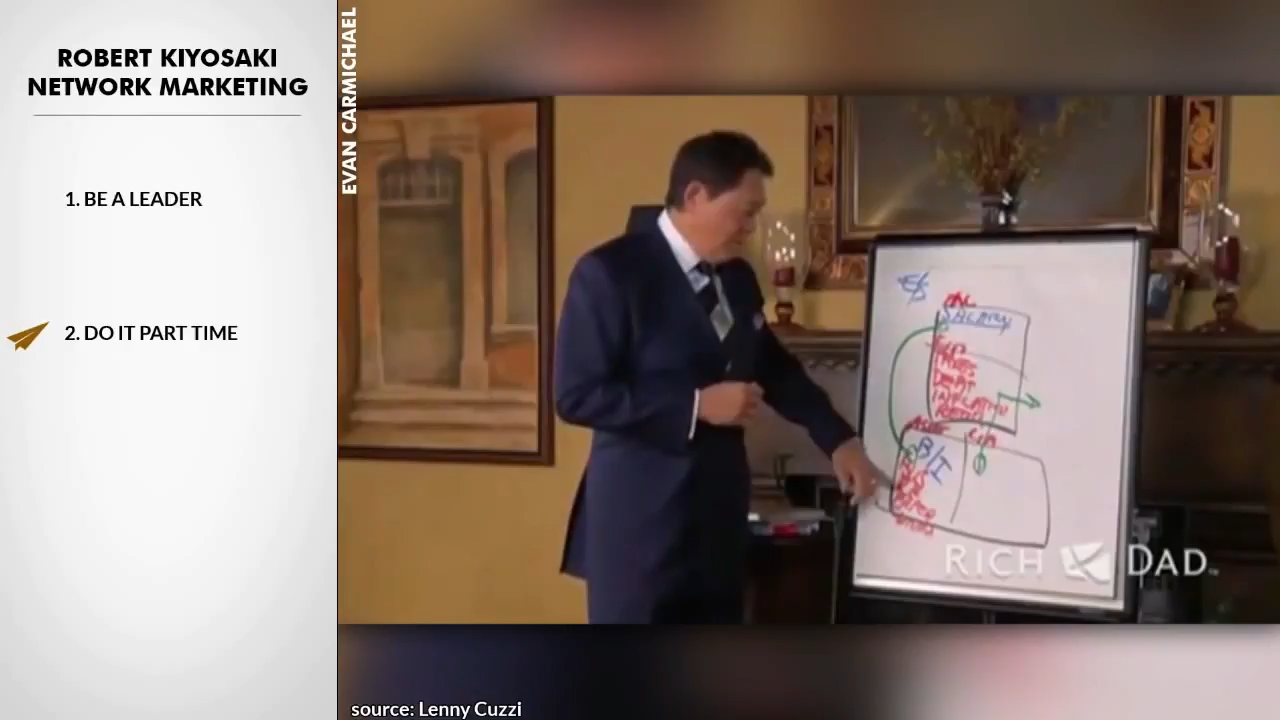 ROBERT KIYOSAKI
NETWORK MARKETING
1. BE A LEADER
2. DO IT PART TIME
EVAN CARMICHAEL
E/S
SALARY
B/I
RICH DAD
source: Lenny Cuzzi